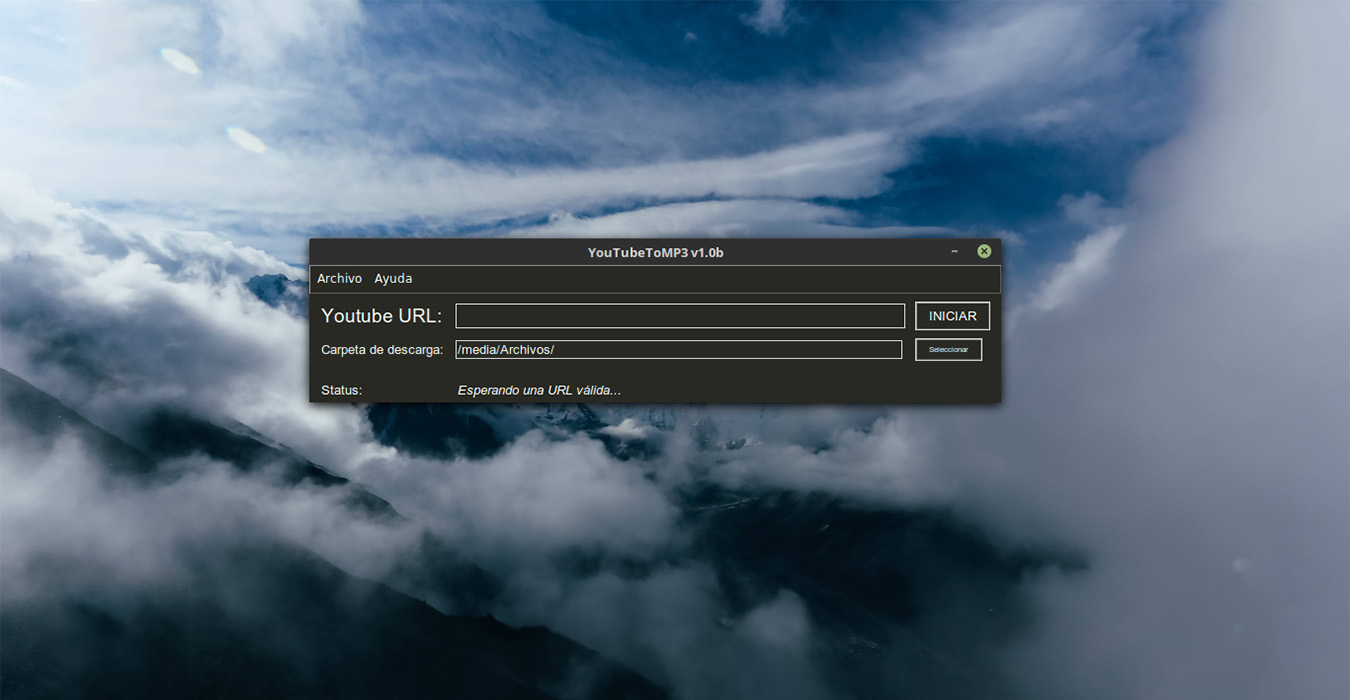 YouTubeToMP3 v1.0b
Archivo Ayuda
Youtube URL: INICIAR
Carpeta de descarga: /media/Archivos/ Seleccionar
Status: Esperando una URL válida...